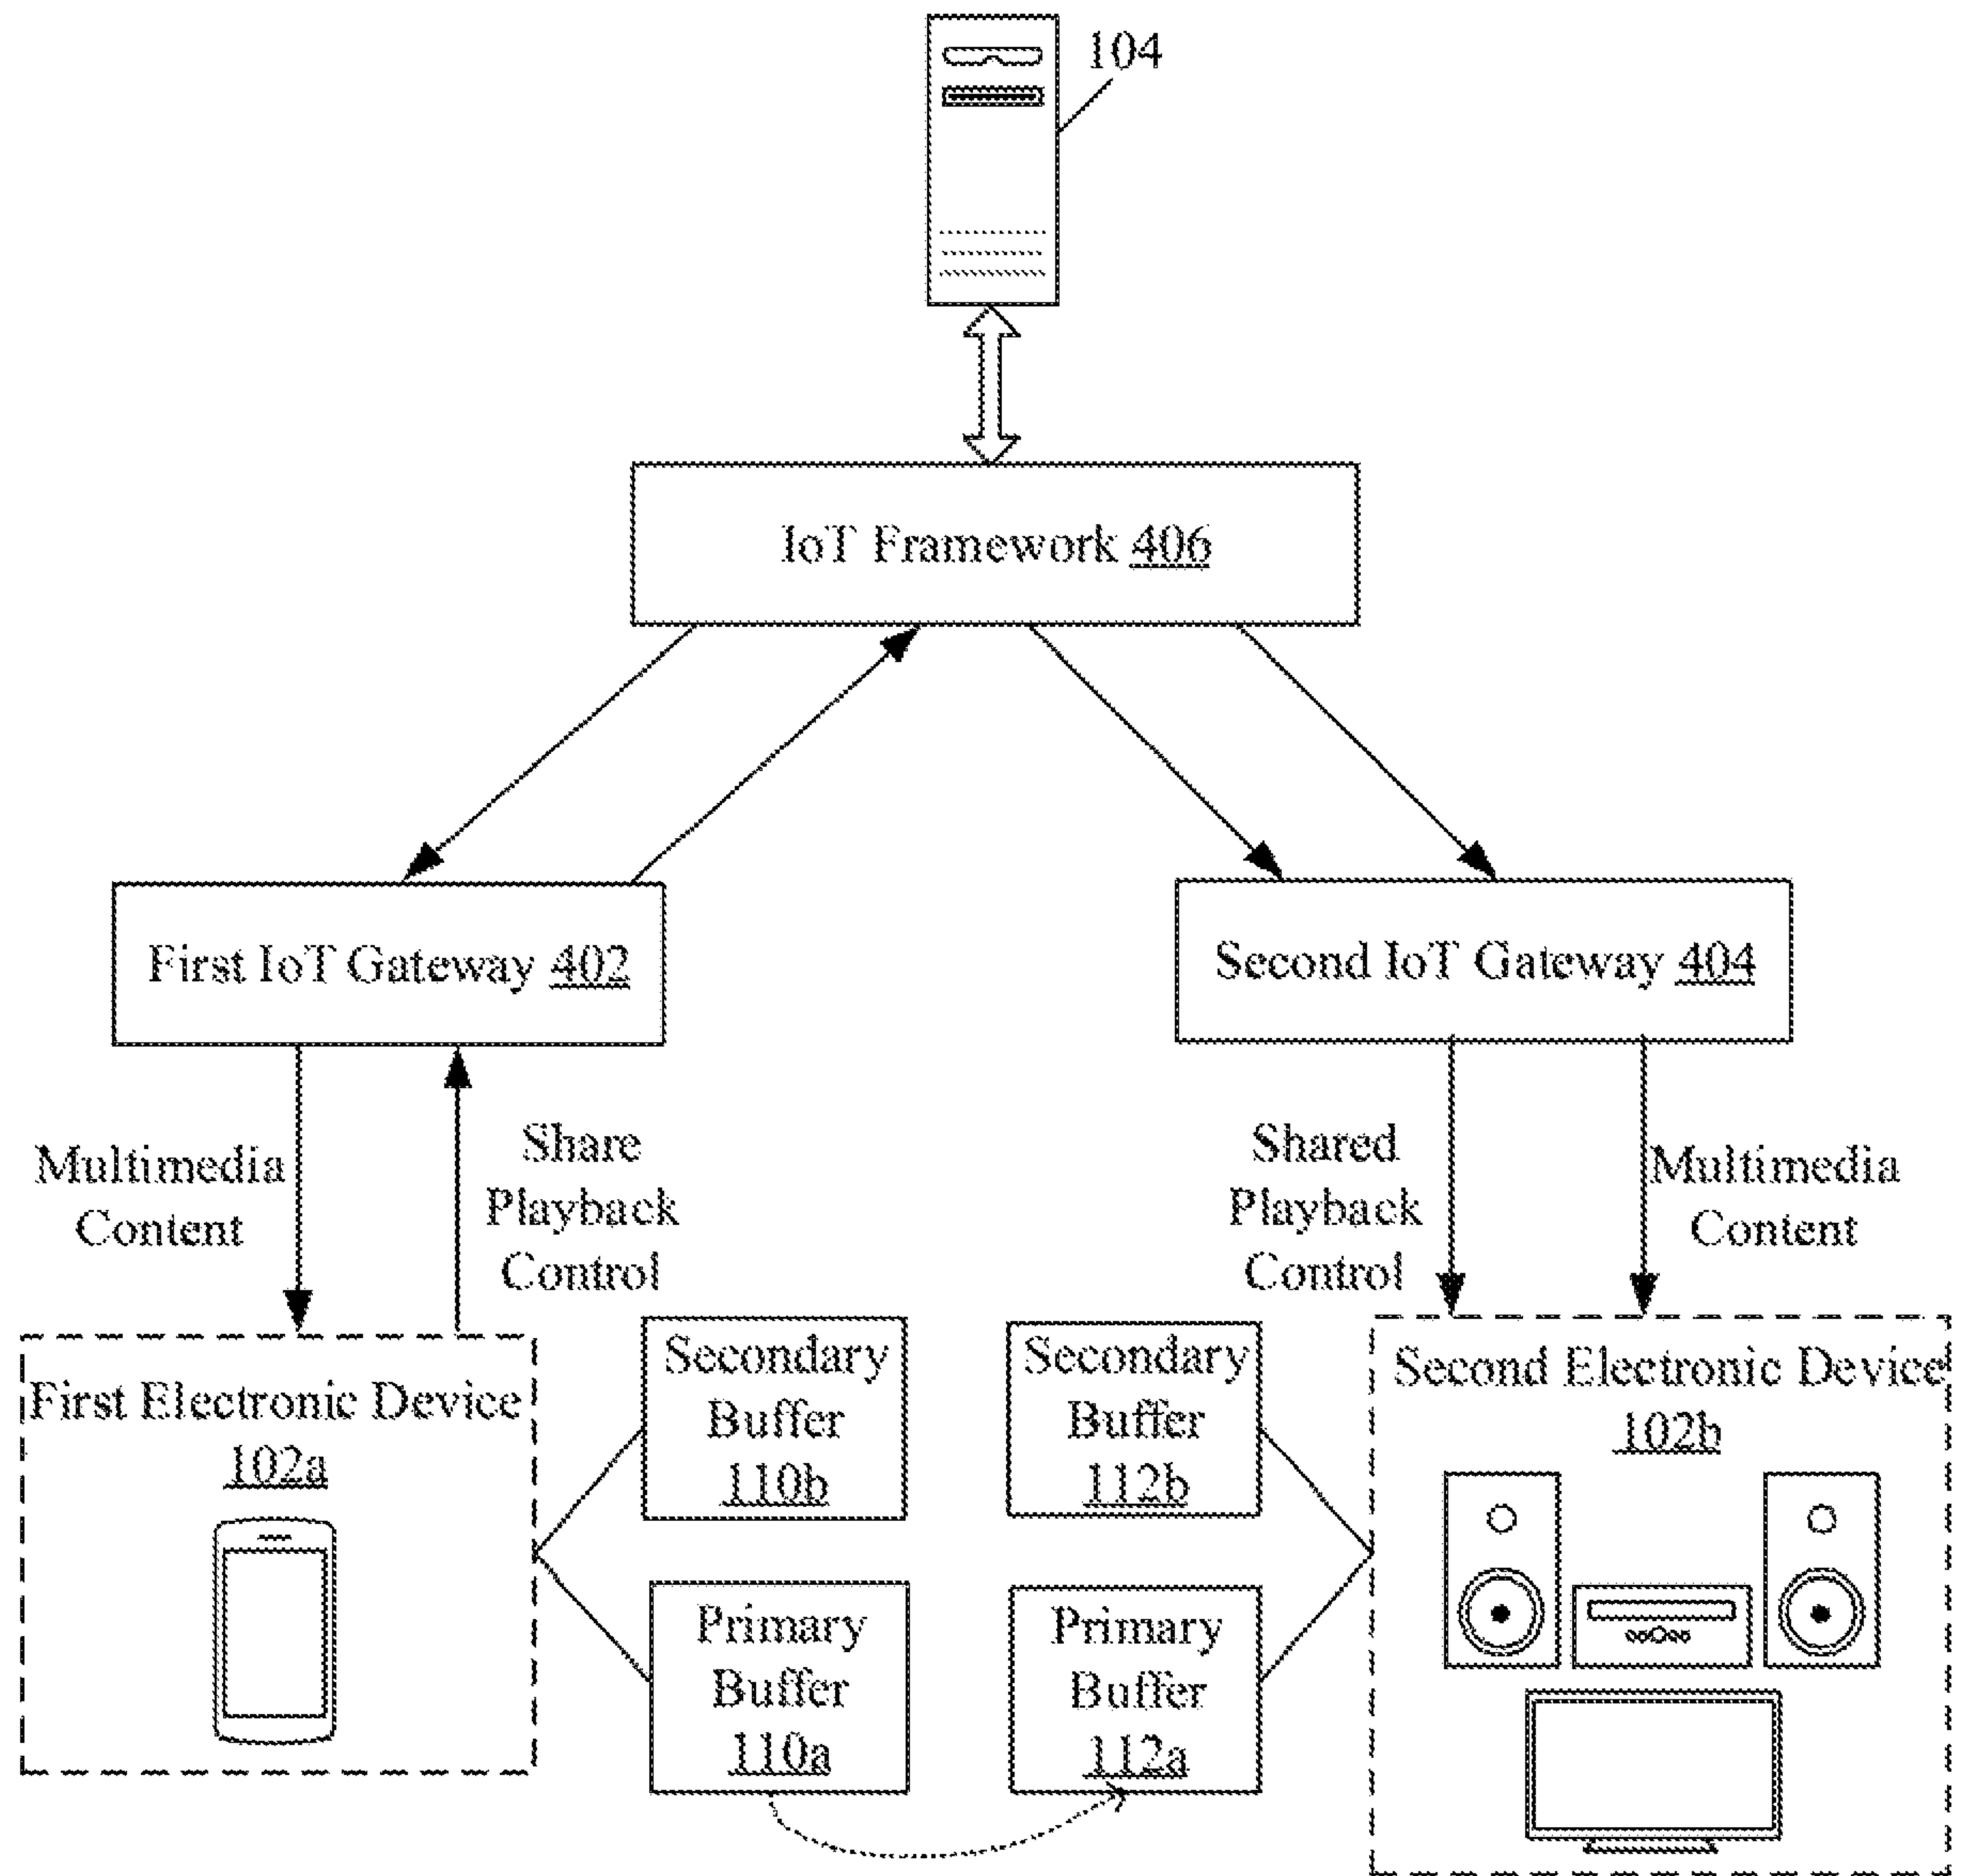 104
IoT Framework 406
First IoT Gateway 402
Second IoT Gateway 404
Multimedia
Content
Share
Playback
Control
Shared
Playback
Control
Multimedia
Content
First Electronic Device
102a
Secondary
Buffer
110b
Secondary
Buffer
112b
Second Electronic Device
102b
Primary
Buffer
110a
Primary
Buffer
112a